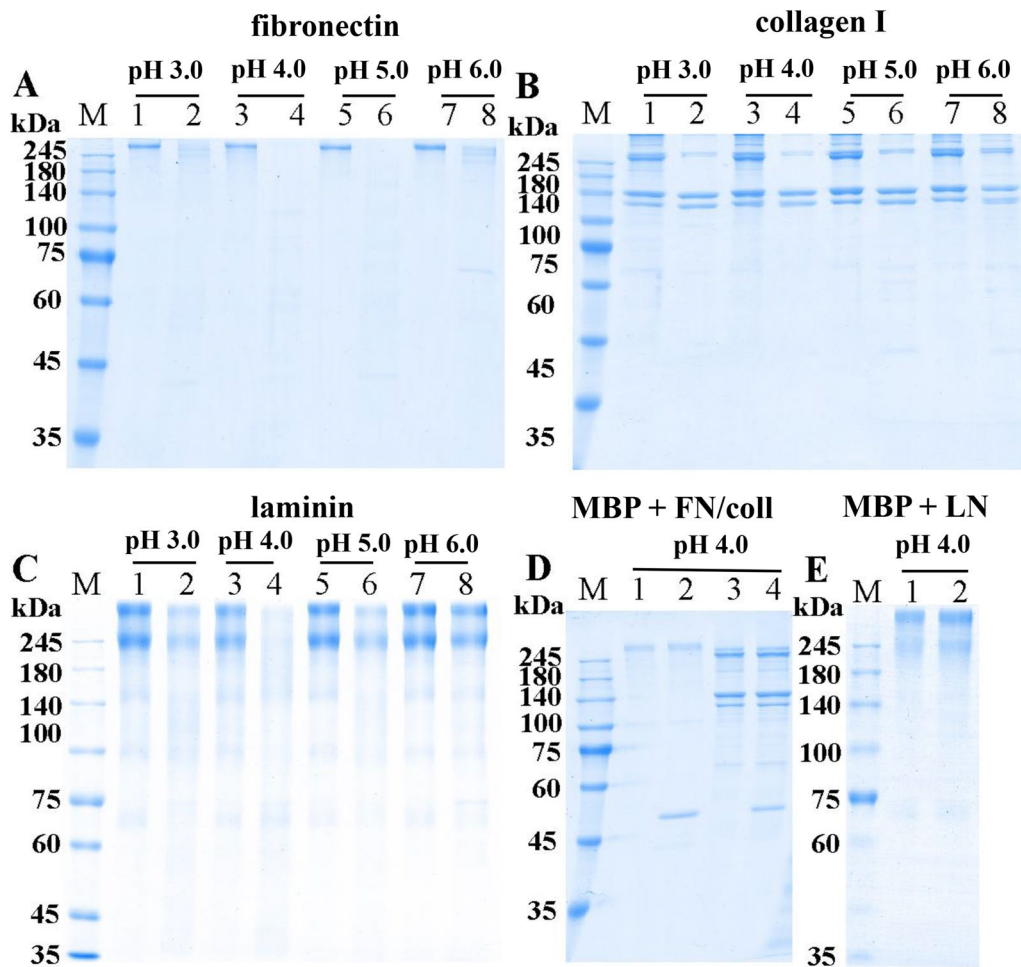 fibronectin
pH 3.0 pH 4.0 pH 5.0 pH 6.0
A
M 1 2 3 4 5 6 7 8
kDa
245
180
140
100
75
60
45
35
collagen I
pH 3.0 pH 4.0 pH 5.0 pH 6.0
B
M 1 2 3 4 5 6 7 8
kDa
245
180
140
100
75
60
45
35
laminin
pH 3.0 pH 4.0 pH 5.0 pH 6.0
C
M 1 2 3 4 5 6 7 8
kDa
245
180
140
100
75
60
45
35
MBP + FN/coll
pH 4.0
D
M 1 2 3 4
kDa
245
180
140
100
75
60
45
35
MBP + LN
pH 4.0
E
M 1 2
kDa
245
180
140
100
75
60
35